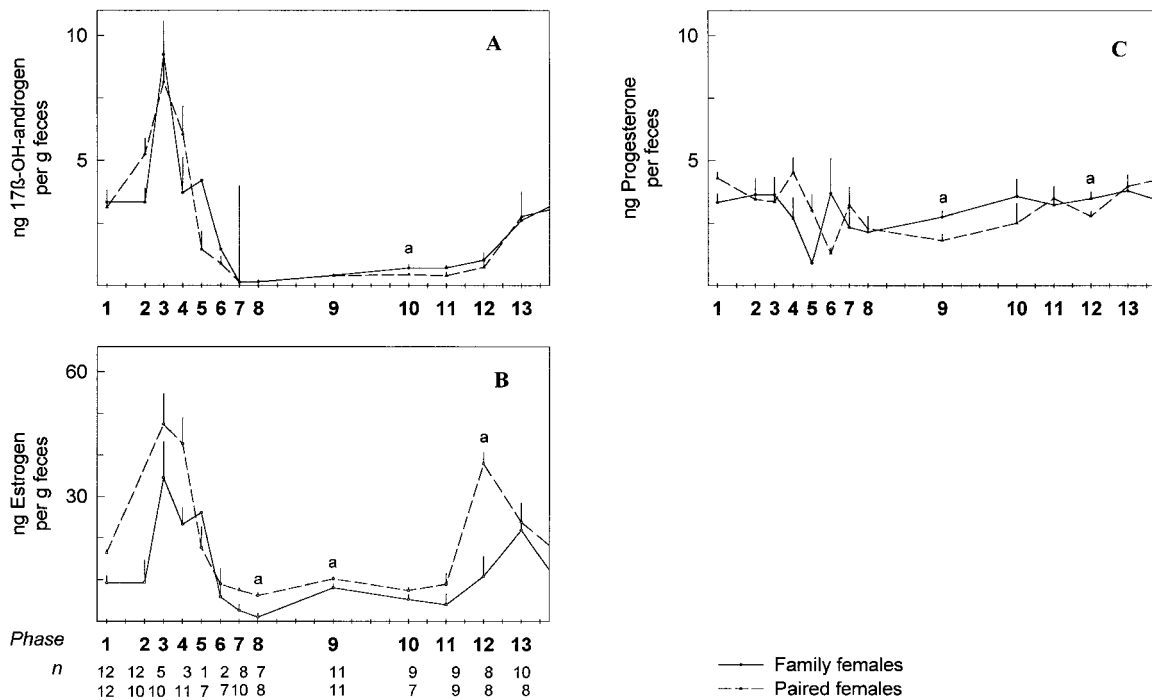 A
10
5
ng 17ß-OH-androgen
per g feces
a
1 2 3 4 5 6 7 8 9 10 11 12 13
C
10
5
ng Progesterone
per feces
a
a
1 2 3 4 5 6 7 8 9 10 11 12 13
B
60
30
ng Estrogen
per g feces
a
a
a
Phase 1 2 3 4 5 6 7 8 9 10 11 12 13
n 12 12 5 3 1 2 8 7 11 9 9 8 10
12 10 10 11 7 7 10 8 11 7 9 8 8
Family females
Paired females